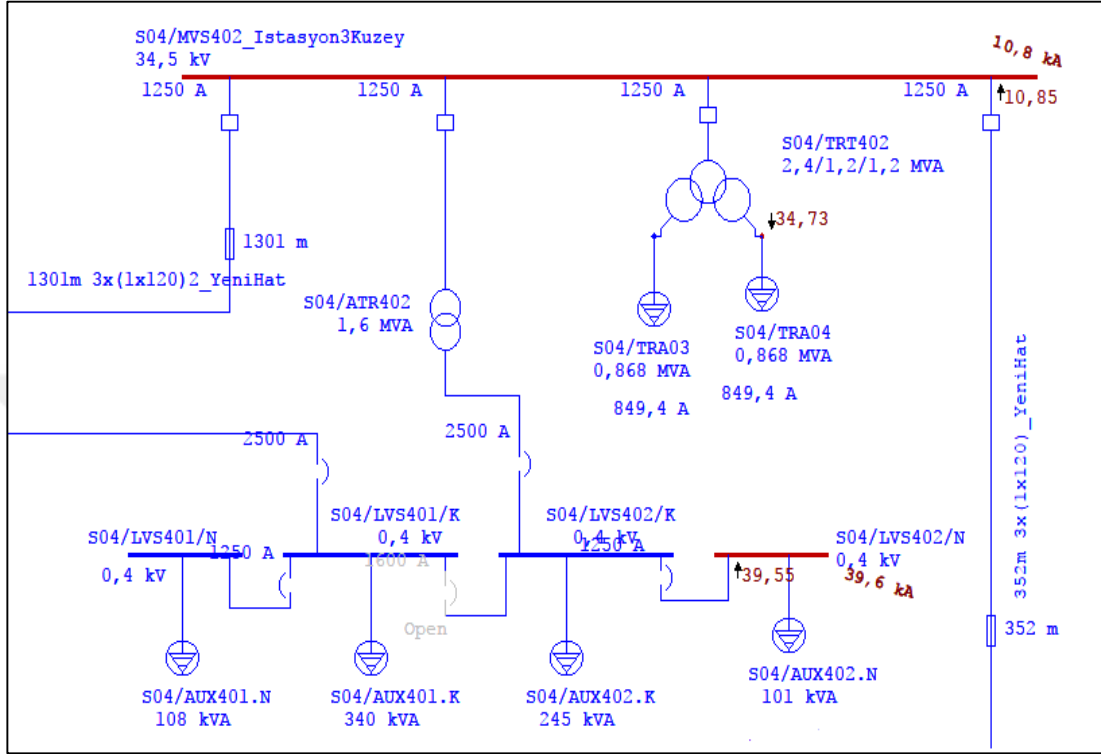 S04/MVS402_Istasyon3Kuzey
34,5 kV
10,8 kA
1250 A
1250 A
1250 A
1250 A
10,85
S04/TRT402
2,4/1,2/1,2 MVA
34,73
1301 m
1301m 3x(1x120)2_YeniHat
S04/ATR402
1,6 MVA
S04/TRA03
0,868 MVA
849,4 A
S04/TRA04
0,868 MVA
849,4 A
352m 3x(1x120)_YeniHat
352 m
2500 A
2500 A
S04/LVS401/N
0,4 kV
1250 A
S04/LVS401/K
0,4 kV
1600 A
Open
S04/LVS402/K
0,4 kV
1250 A
S04/LVS402/N
0,4 kV
39,55
39,6 kA
S04/AUX401.N
108 kVA
S04/AUX401.K
340 kVA
S04/AUX402.K
245 kVA
S04/AUX402.N
101 kVA